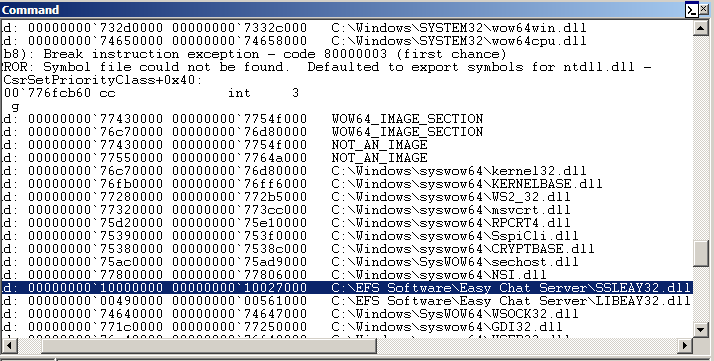 Command
.d: 00000000`732d0000 00000000`7332c000   C:\Windows\SYSTEM32\wow64win.dll
.d: 00000000`74650000 00000000`74658000   C:\Windows\SYSTEM32\wow64cpu.dll
b8): Break instruction exception - code 80000003 (first chance)
ROR: Symbol file could not be found.  Defaulted to export symbols for ntdll.dll -
CsrSetPriorityClass+0x40:
00`776fcb60 cc              int     3
g
.d: 00000000`77430000 00000000`7754f000   WOW64_IMAGE_SECTION
.d: 00000000`76c70000 00000000`76d80000   WOW64_IMAGE_SECTION
.d: 00000000`77430000 00000000`7754f000   NOT_AN_IMAGE
.d: 00000000`77550000 00000000`7764a000   NOT_AN_IMAGE
.d: 00000000`76c70000 00000000`76d80000   C:\Windows\syswow64\kernel32.dll
.d: 00000000`76fb0000 00000000`76ff6000   C:\Windows\syswow64\KERNELBASE.dll
.d: 00000000`77280000 00000000`772b5000   C:\Windows\syswow64\WS2_32.dll
.d: 00000000`77320000 00000000`773cc000   C:\Windows\syswow64\msvcrt.dll
.d: 00000000`75d20000 00000000`75e10000   C:\Windows\syswow64\RPCRT4.dll
.d: 00000000`75390000 00000000`753f0000   C:\Windows\syswow64\SspiCli.dll
.d: 00000000`75380000 00000000`7538c000   C:\Windows\syswow64\CRYPTBASE.dll
.d: 00000000`75ac0000 00000000`75ad9000   C:\Windows\SysWOW64\sechost.dll
.d: 00000000`77800000 00000000`77806000   C:\Windows\syswow64\NSI.dll
.d: 00000000`10000000 00000000`10027000   C:\EFS Software\Easy Chat Server\SSLEAY32.dll
.d: 00000000`00490000 00000000`00561000   C:\EFS Software\Easy Chat Server\LIBEAY32.dll
.d: 00000000`74640000 00000000`74647000   C:\Windows\SysWOW64\WSOCK32.dll
.d: 00000000`771c0000 00000000`77250000   C:\Windows\syswow64\GDI32.dll